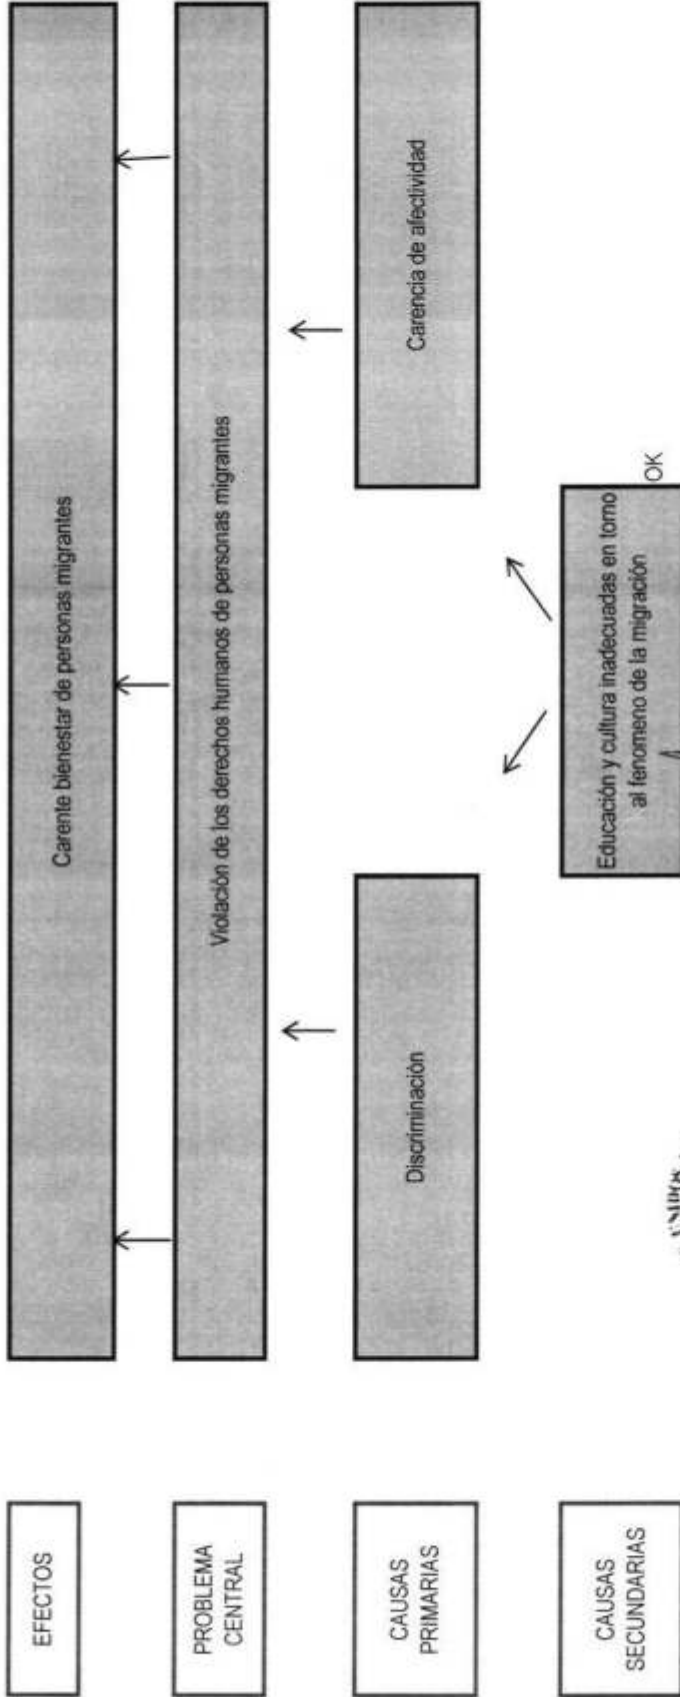 EFECTOS
Carente bienestar de personas migrantes
PROBLEMA
CENTRAL
Violación de los derechos humanos de personas migrantes
CAUSAS
PRIMARIAS
Discriminación
Carencia de afectividad
CAUSAS
SECUNDARIAS
Educación y cultura inadecuadas en torno
al fenomeno de la migración
OK